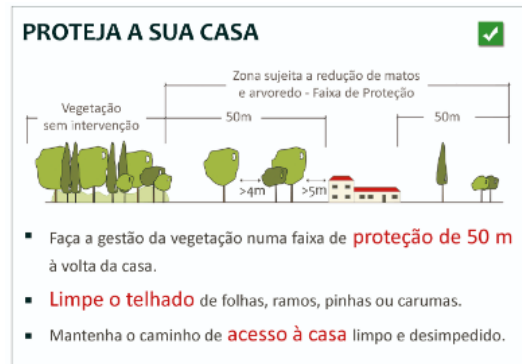 PROTEJA A SUA CASA
Zona sujeita a redução de matos
e arvoredo - Faixa de Proteção
Vegetação
sem intervenção
50m
50m
>4m
>5m
▪ Faça a gestão da vegetação numa faixa de proteção de 50 m
à volta da casa.
▪ Limpe o telhado de folhas, ramos, pinhas ou carumas.
▪ Mantenha o caminho de acesso à casa limpo e desimpedido.